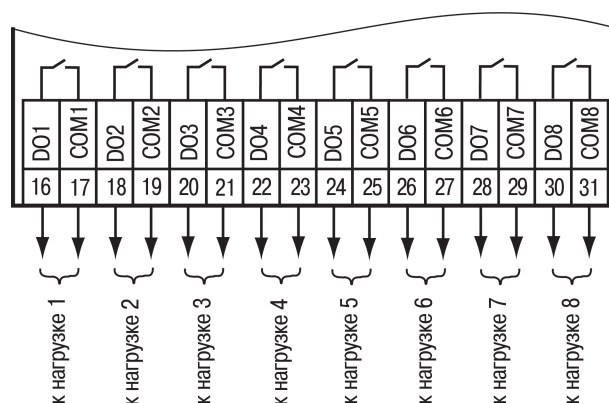 DO1 COM1 DO2 COM2 DO3 COM3 DO4 COM4 DO5 COM5 DO6 COM6 DO7 COM7 DO8 COM8
16 17 18 19 20 21 22 23 24 25 26 27 28 29 30 31
к нагрузке 1
к нагрузке 2
к нагрузке 3
к нагрузке 4
к нагрузке 5
к нагрузке 6
к нагрузке 7
к нагрузке 8